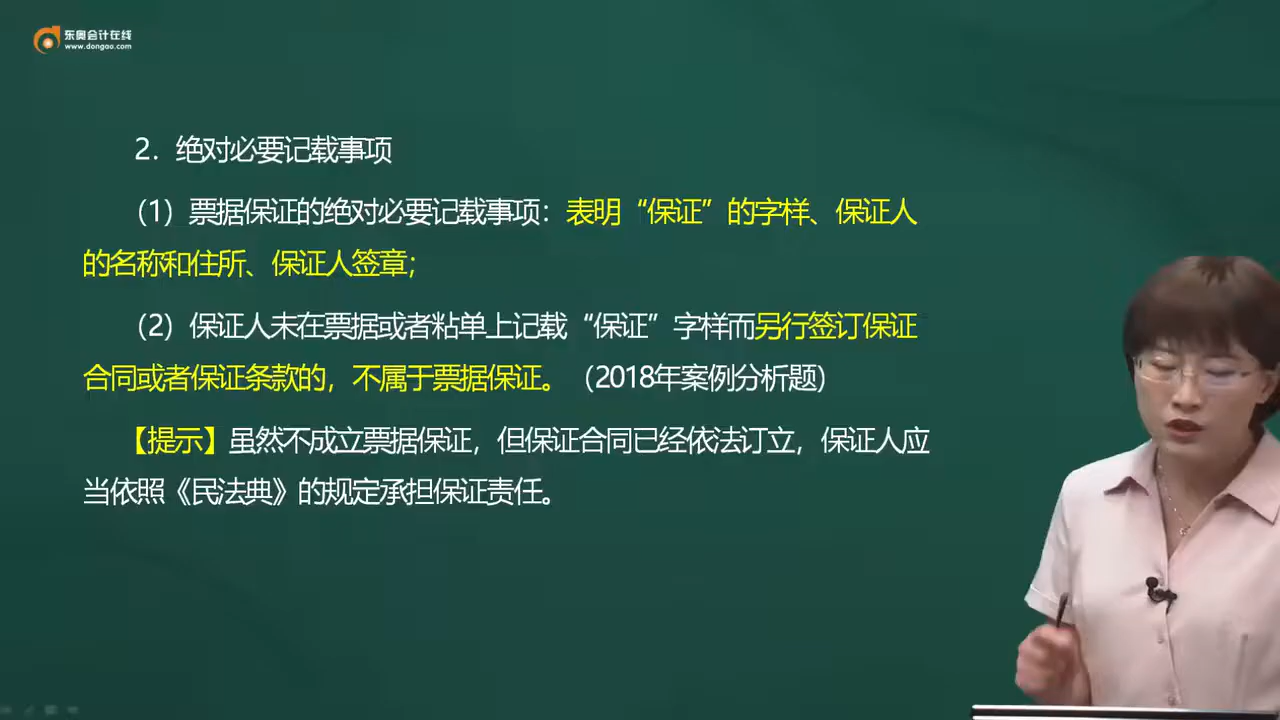 东奥会计在线
www.dongao.com
2．绝对必要记载事项
（1）票据保证的绝对必要记载事项：表明“保证”的字样、保证人
的名称和住所、保证人签章；
（2）保证人未在票据或者粘单上记载“保证”字样而另行签订保证
合同或者保证条款的，不属于票据保证。（2018年案例分析题）
【提示】虽然不成立票据保证，但保证合同已经依法订立，保证人应
当依照《民法典》的规定承担保证责任。